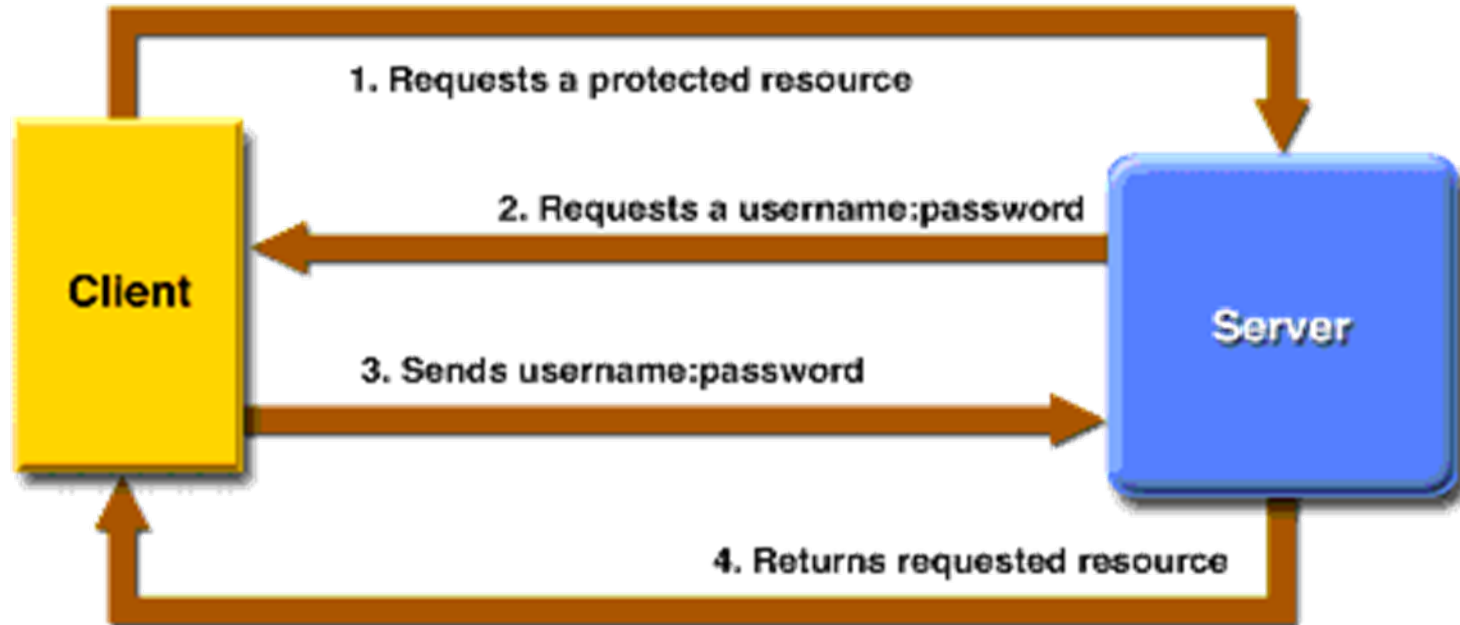 1. Requests a protected resource
2. Requests a username:password
Client
Server
3. Sends username:password
4. Returns requested resource